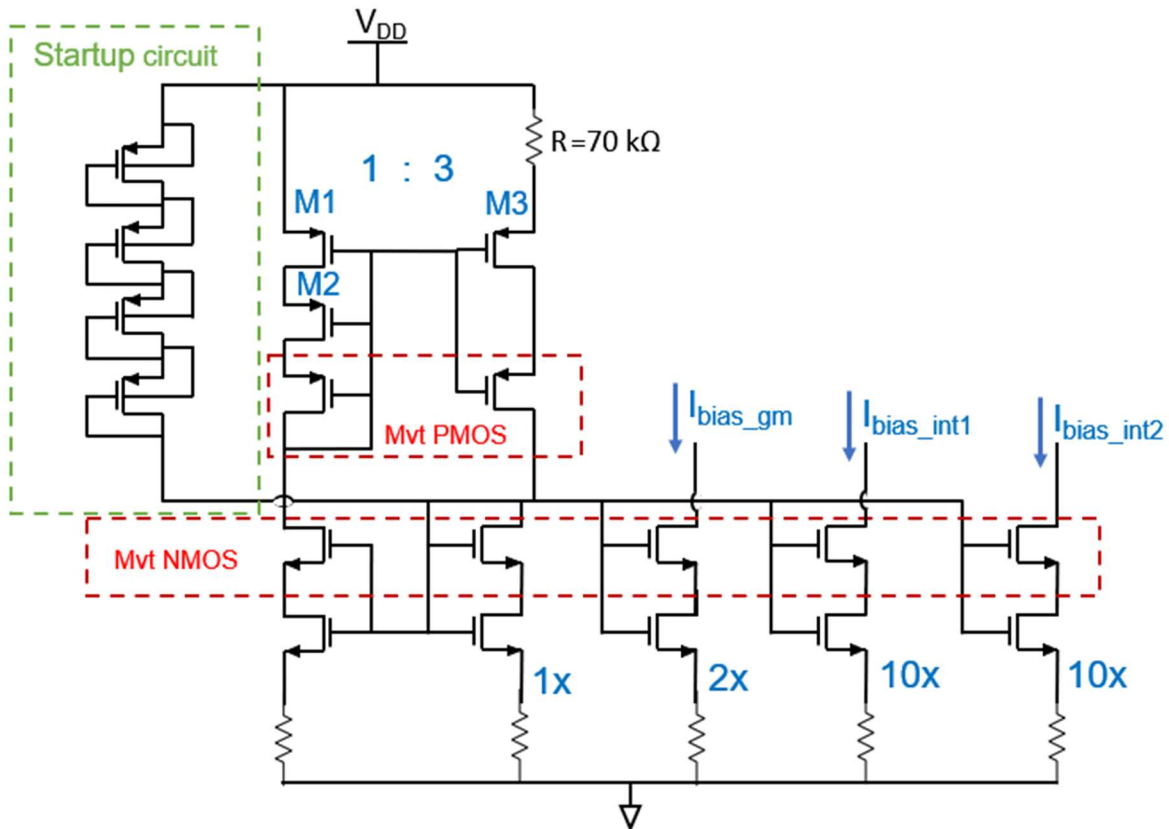 V_DD
Startup circuit
R=70 kΩ
1 : 3
M1
M3
M2
Mvt PMOS
I_bias_gm
I_bias_int1
I_bias_int2
Mvt NMOS
1x
2x
10x
10x